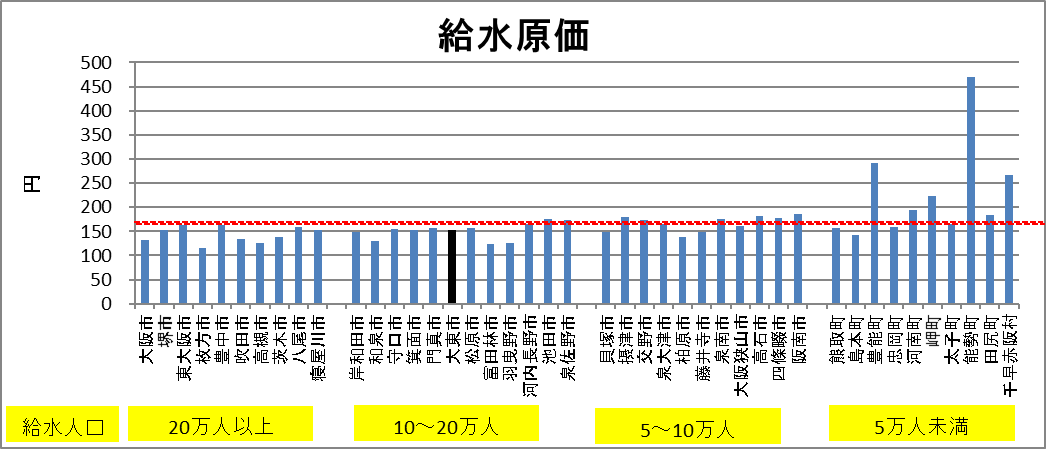 給水原価
500
450
400
350
300
250
200
150
100
50
0
円
大阪市
堺市
東大阪市
枚方市
豊中市
吹田市
高槻市
茨木市
八尾市
寝屋川市
岸和田市
和泉市
守口市
箕面市
門真市
大東市
松原市
富田林市
羽曳野市
河内長野市
池田市
泉佐野市
貝塚市
摂津市
交野市
泉大津市
柏原市
藤井寺市
泉南市
大阪狭山市
高石市
四條畷市
阪南市
熊取町
島本町
豊能町
忠岡町
河南町
岬町
太子町
能勢町
田尻町
千早赤阪村
給水人口
20万人以上
10～20万人
5～10万人
5万人未満